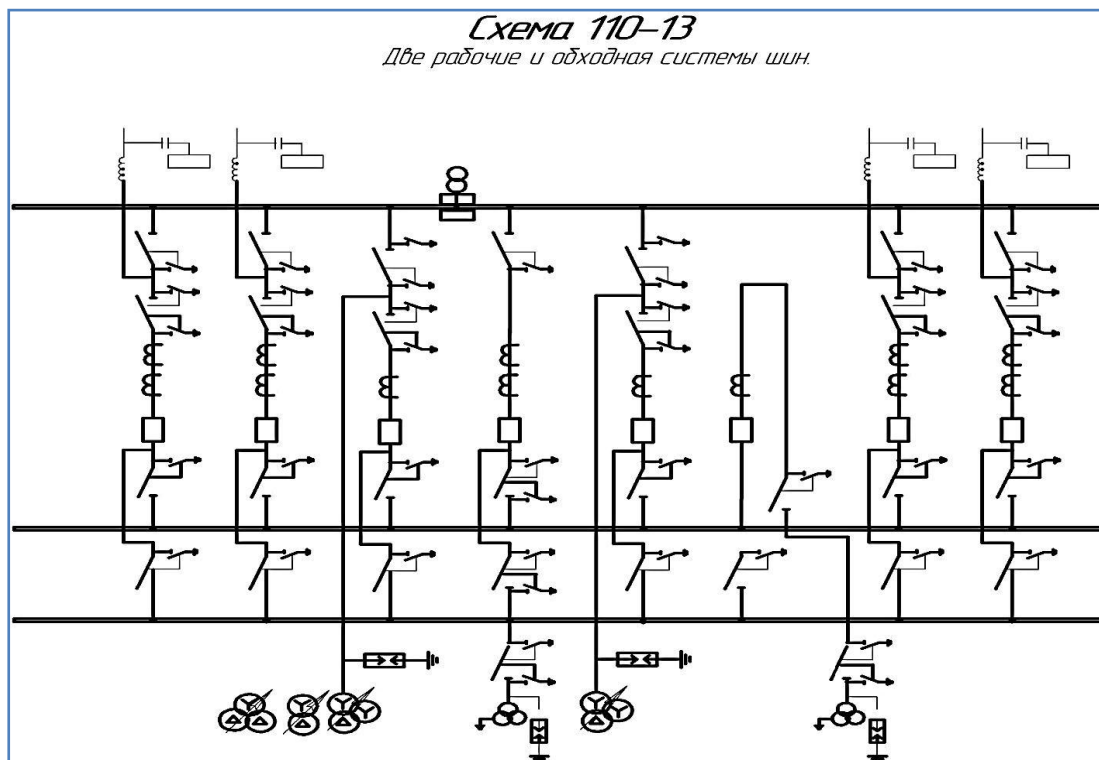 Схема 110–13
Две рабочие и обходная системы шин.